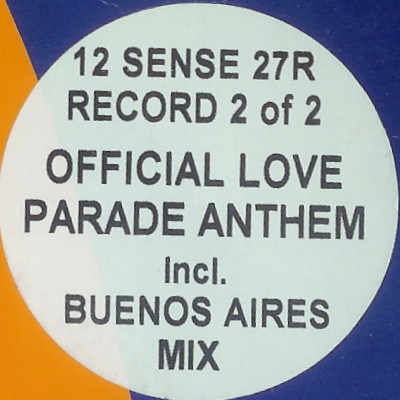 12 SENSE 27R
RECORD 2 of 2
OFFICIAL LOVE
PARADE ANTHEM
Incl.
BUENOS AIRES
MIX